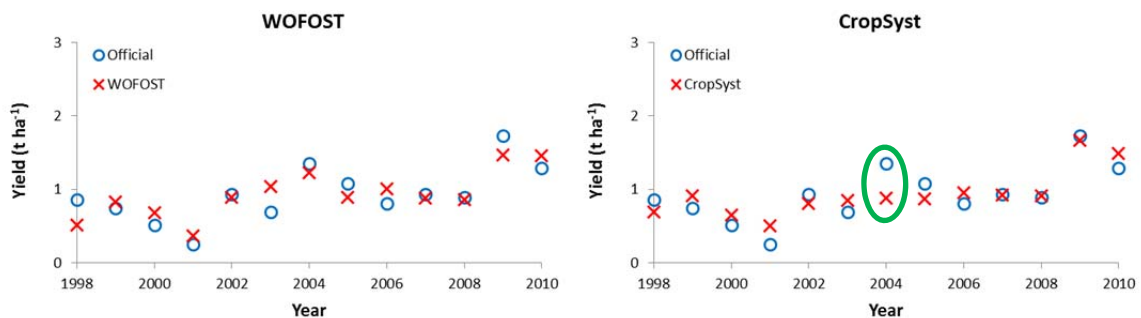 WOFOST
3
2
1
0
Yield (t ha⁻¹)
Official
WOFOST
1998 2000 2002 2004 2006 2008 2010
Year
CropSyst
3
2
1
0
Yield (t ha⁻¹)
Official
CropSyst
1998 2000 2002 2004 2006 2008 2010
Year